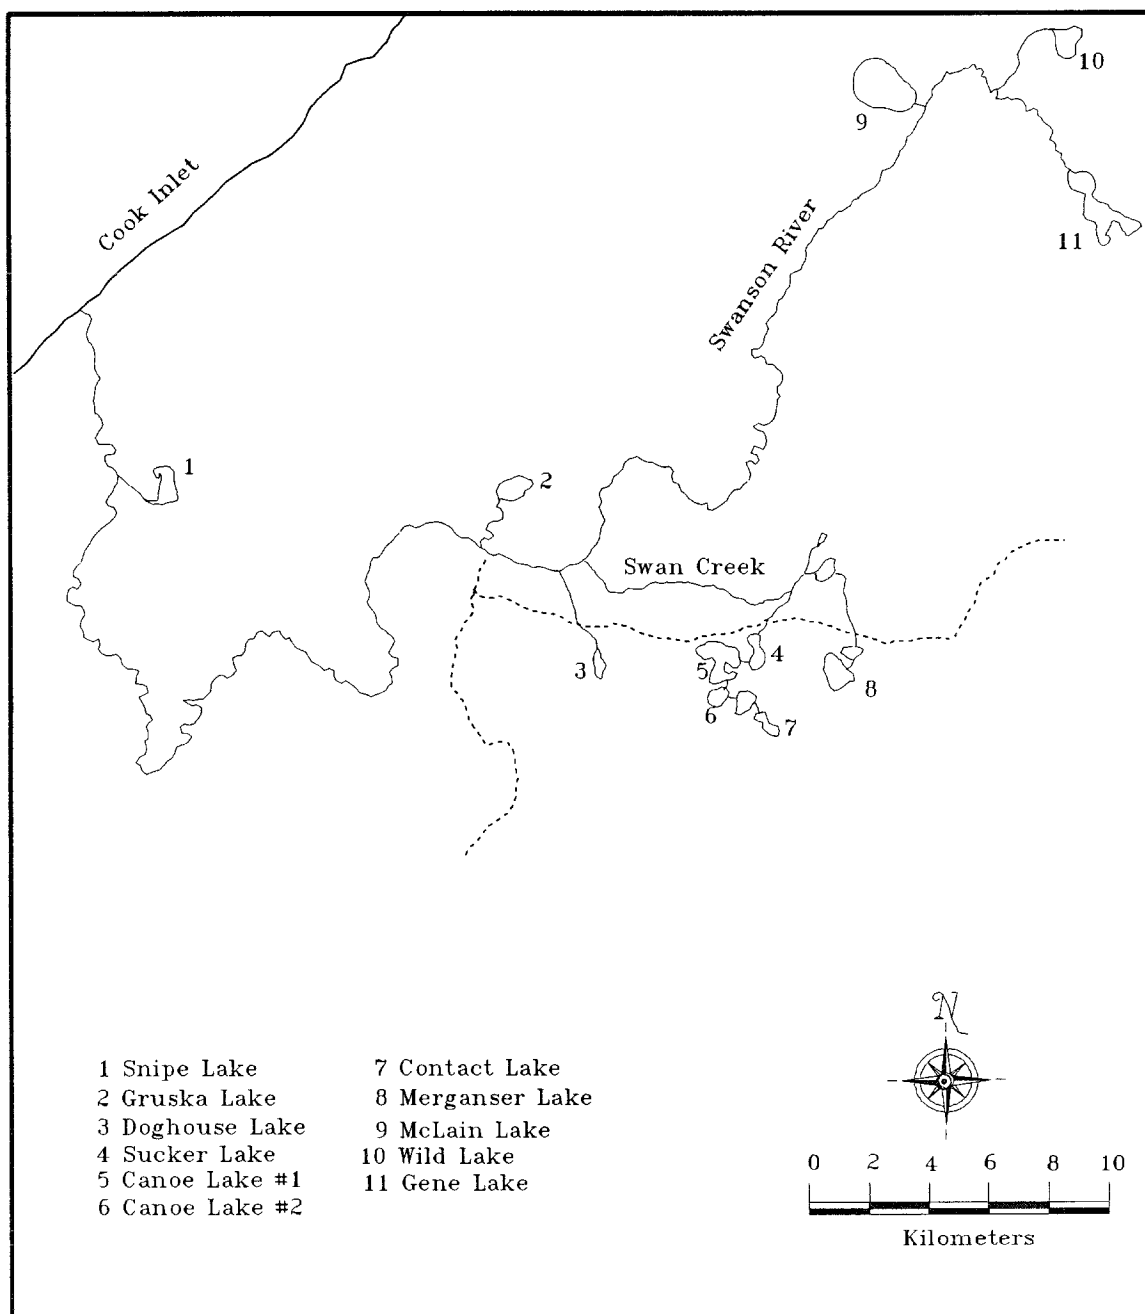 10
9
Cook Inlet
Swanson River
11
1
2
Swan Creek
3
5
4
8
6
7
N
1 Snipe Lake
2 Gruska Lake
3 Doghouse Lake
4 Sucker Lake
5 Canoe Lake #1
6 Canoe Lake #2
7 Contact Lake
8 Merganser Lake
9 McLain Lake
10 Wild Lake
11 Gene Lake
0 2 4 6 8 10
Kilometers